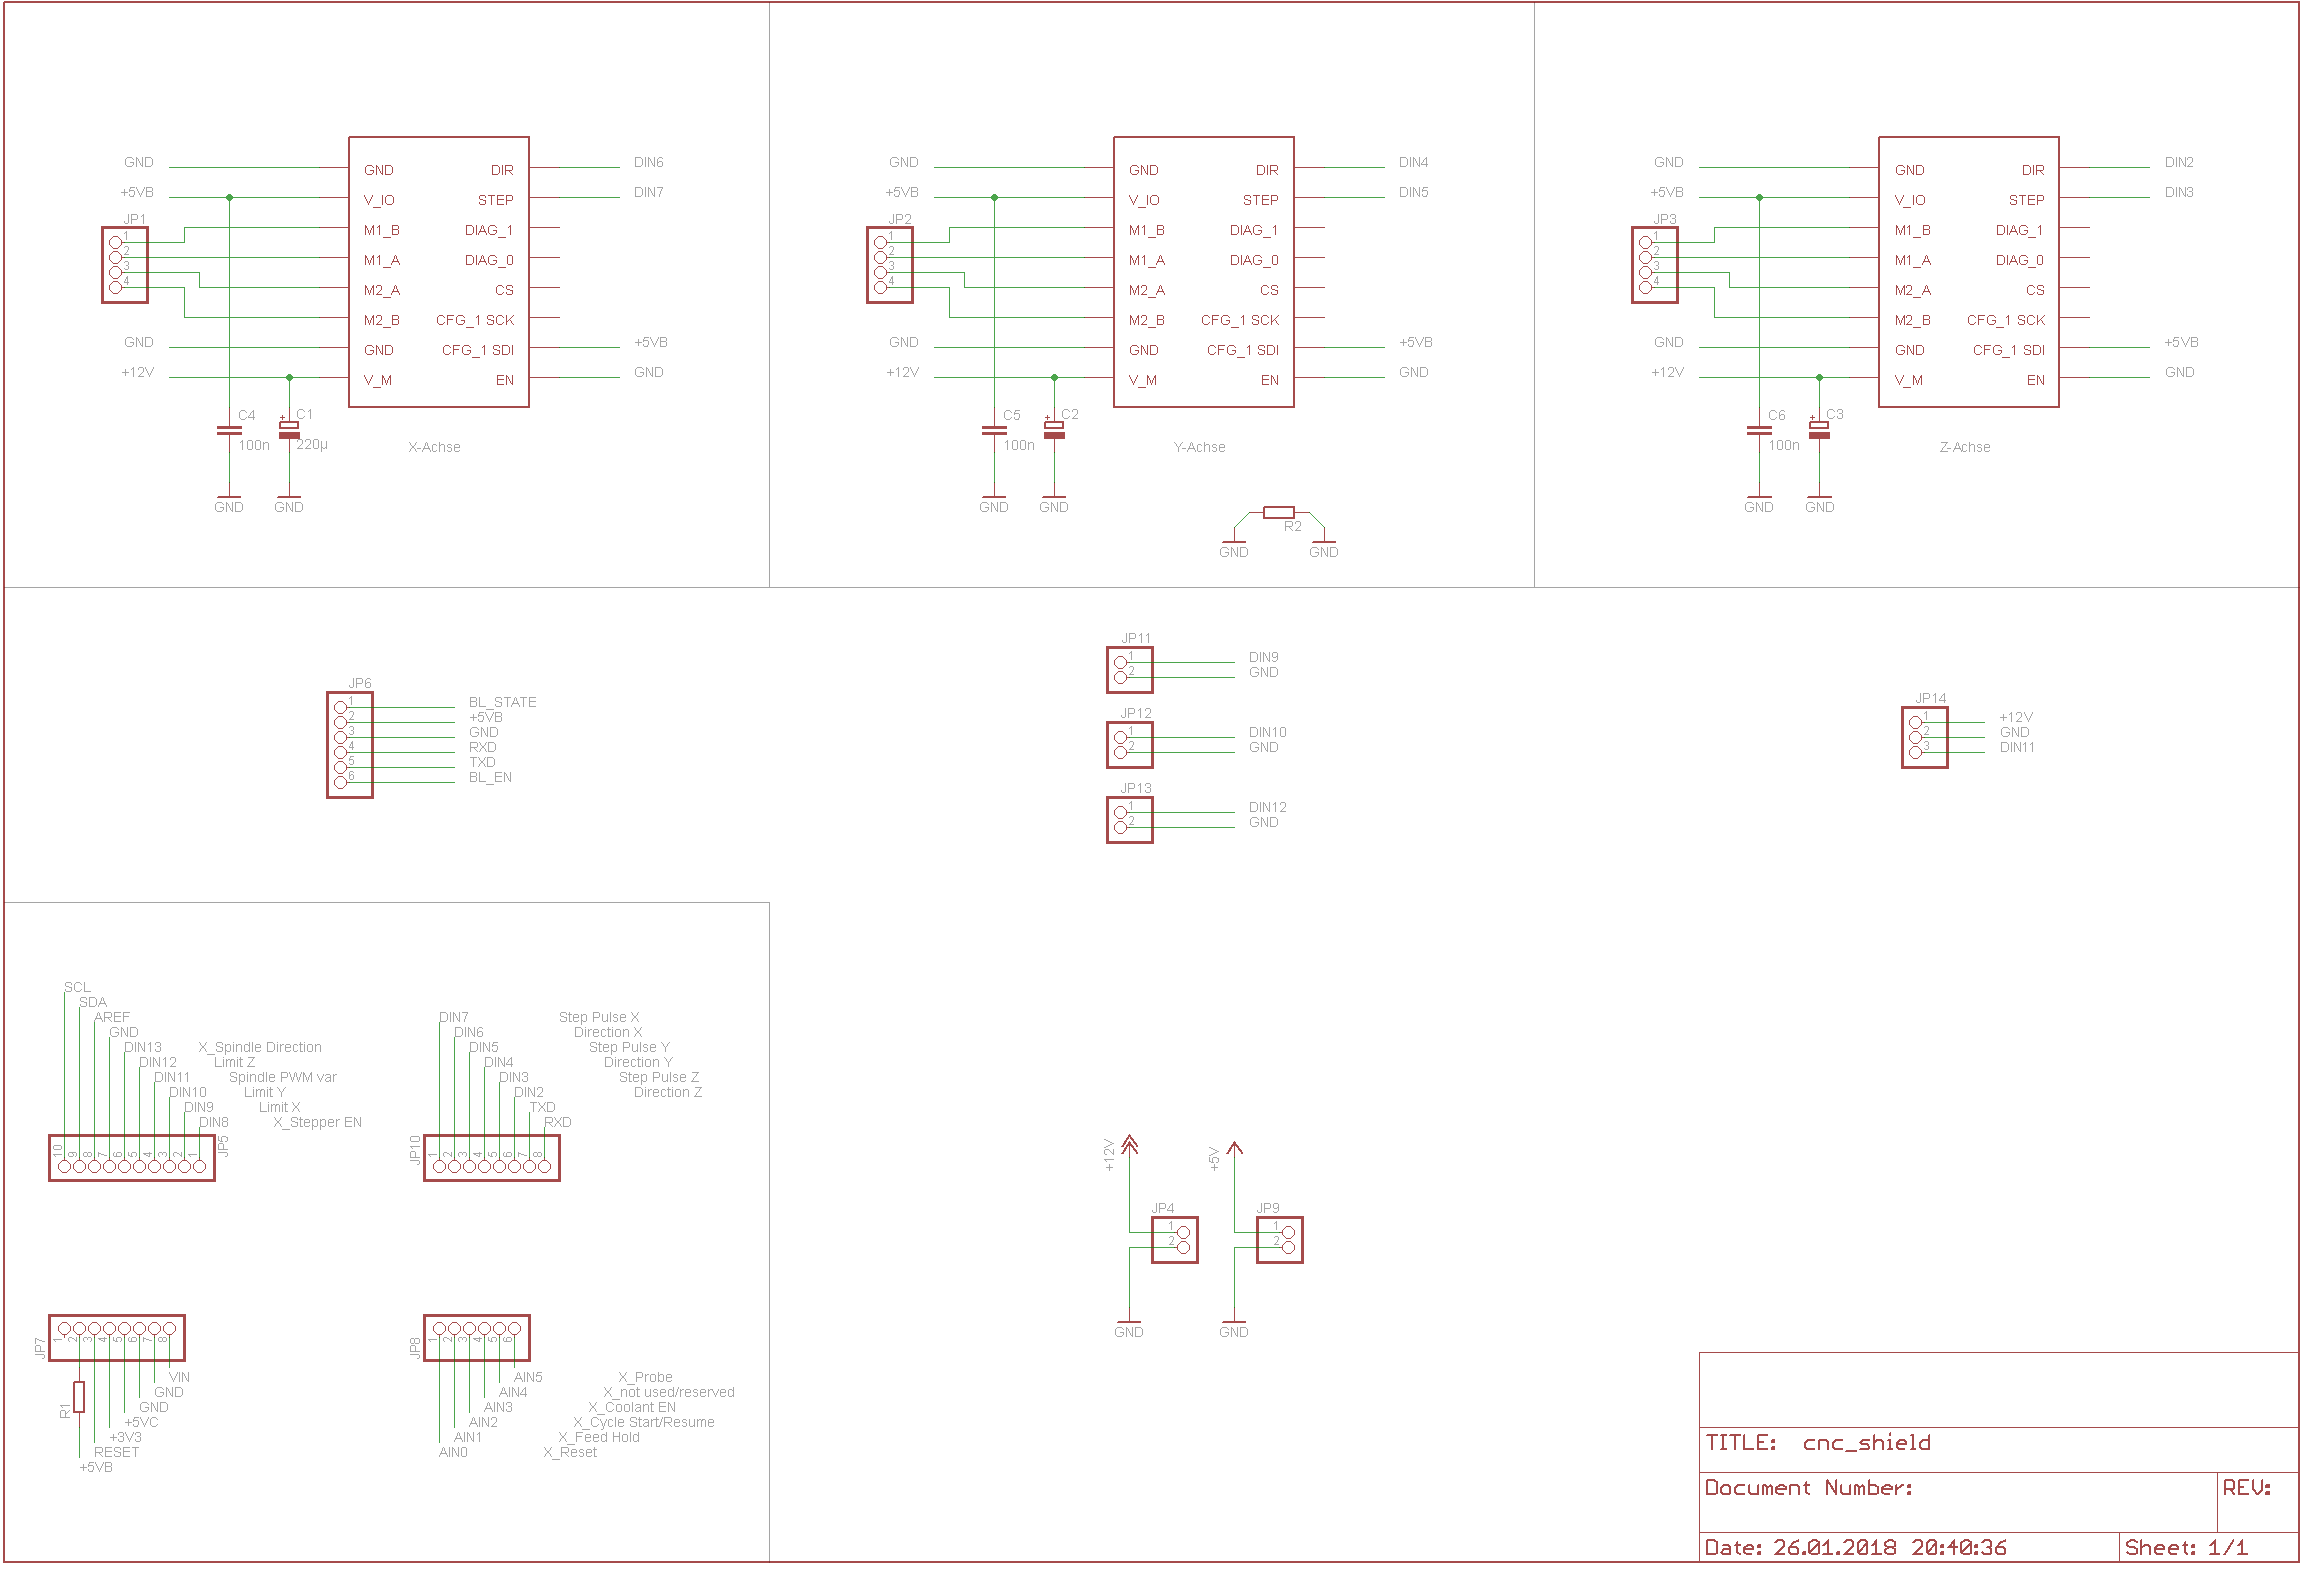 GND
+5VB
JP1
1
2
3
4
GND
+12V
GND
V_IO
M1_B
M1_A
M2_A
M2_B
GND
V_M
DIR
STEP
DIAG_1
DIAG_0
CS
CFG_1 SCK
CFG_1 SDI
EN
DIN6
DIN7
+5VB
GND
C4
100n
+
C1
220µ
X-Achse
GND
GND
GND
+5VB
JP2
1
2
3
4
GND
+12V
GND
V_IO
M1_B
M1_A
M2_A
M2_B
GND
V_M
DIR
STEP
DIAG_1
DIAG_0
CS
CFG_1 SCK
CFG_1 SDI
EN
DIN4
DIN5
+5VB
GND
C5
100n
+
C2
Y-Achse
GND
GND
R2
GND
GND
GND
+5VB
JP3
1
2
3
4
GND
+12V
GND
V_IO
M1_B
M1_A
M2_A
M2_B
GND
V_M
DIR
STEP
DIAG_1
DIAG_0
CS
CFG_1 SCK
CFG_1 SDI
EN
DIN2
DIN3
+5VB
GND
C6
100n
+
C3
Z-Achse
GND
GND
JP6
1 BL_STATE
2 +5VB
3 GND
4 RXD
5 TXD
6 BL_EN
JP11
1 DIN9
2 GND
JP12
1 DIN10
2 GND
JP13
1 DIN12
2 GND
JP14
1 +12V
2 GND
3 DIN11
SCL
SDA
AREF
GND
DIN13 X_Spindle Direction
DIN12 Limit Z
DIN11 Spindle PWM var
DIN10 Limit Y
DIN9 Limit X
DIN8 X_Stepper EN
10 9 8 7 6 5 4 3 2 1
JP5
DIN7 Step Pulse X
DIN6 Direction X
DIN5 Step Pulse Y
DIN4 Direction Y
DIN3 Step Pulse Z
DIN2 Direction Z
TXD
RXD
JP10
1 2 3 4 5 6 7 8
JP7
1 2 3 4 5 6 7 8
VIN
GND
GND
+5VC
+3V3
RESET
+5VB
R1
JP8
1 2 3 4 5 6
AIN5 X_Probe
AIN4 X_not used/reserved
AIN3 X_Coolant EN
AIN2 X_Cycle Start/Resume
AIN1 X_Feed Hold
AIN0 X_Reset
+12V
JP4
1
2
GND
+5V
JP9
1
2
GND
TITLE: cnc_shield
Document Number:
REV:
Date: 26.01.2018 20:40:36
Sheet: 1/1